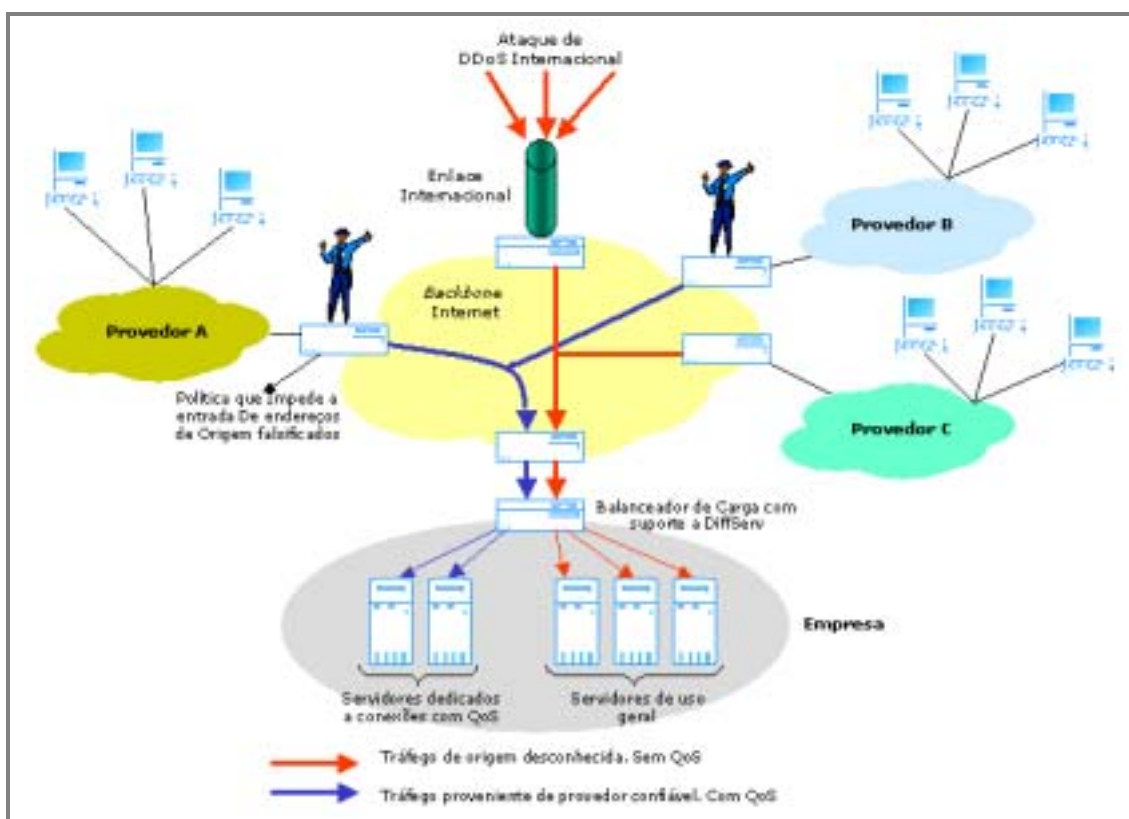 Ataque de
DDoS Internacional
Enlace
Internacional
Provedor B
Backbone
Internet
Provedor A
Política que Impede a
entrada De endereços
de Origem falsificados
Provedor C
Balanceador de Carga com
suporte a DiffServ
Empresa
Servidores dedicados
a conexões com QoS
Servidores de uso
geral
Tráfego de origem desconhecida. Sem QoS
Tráfego proveniente de provedor confiável. Com QoS